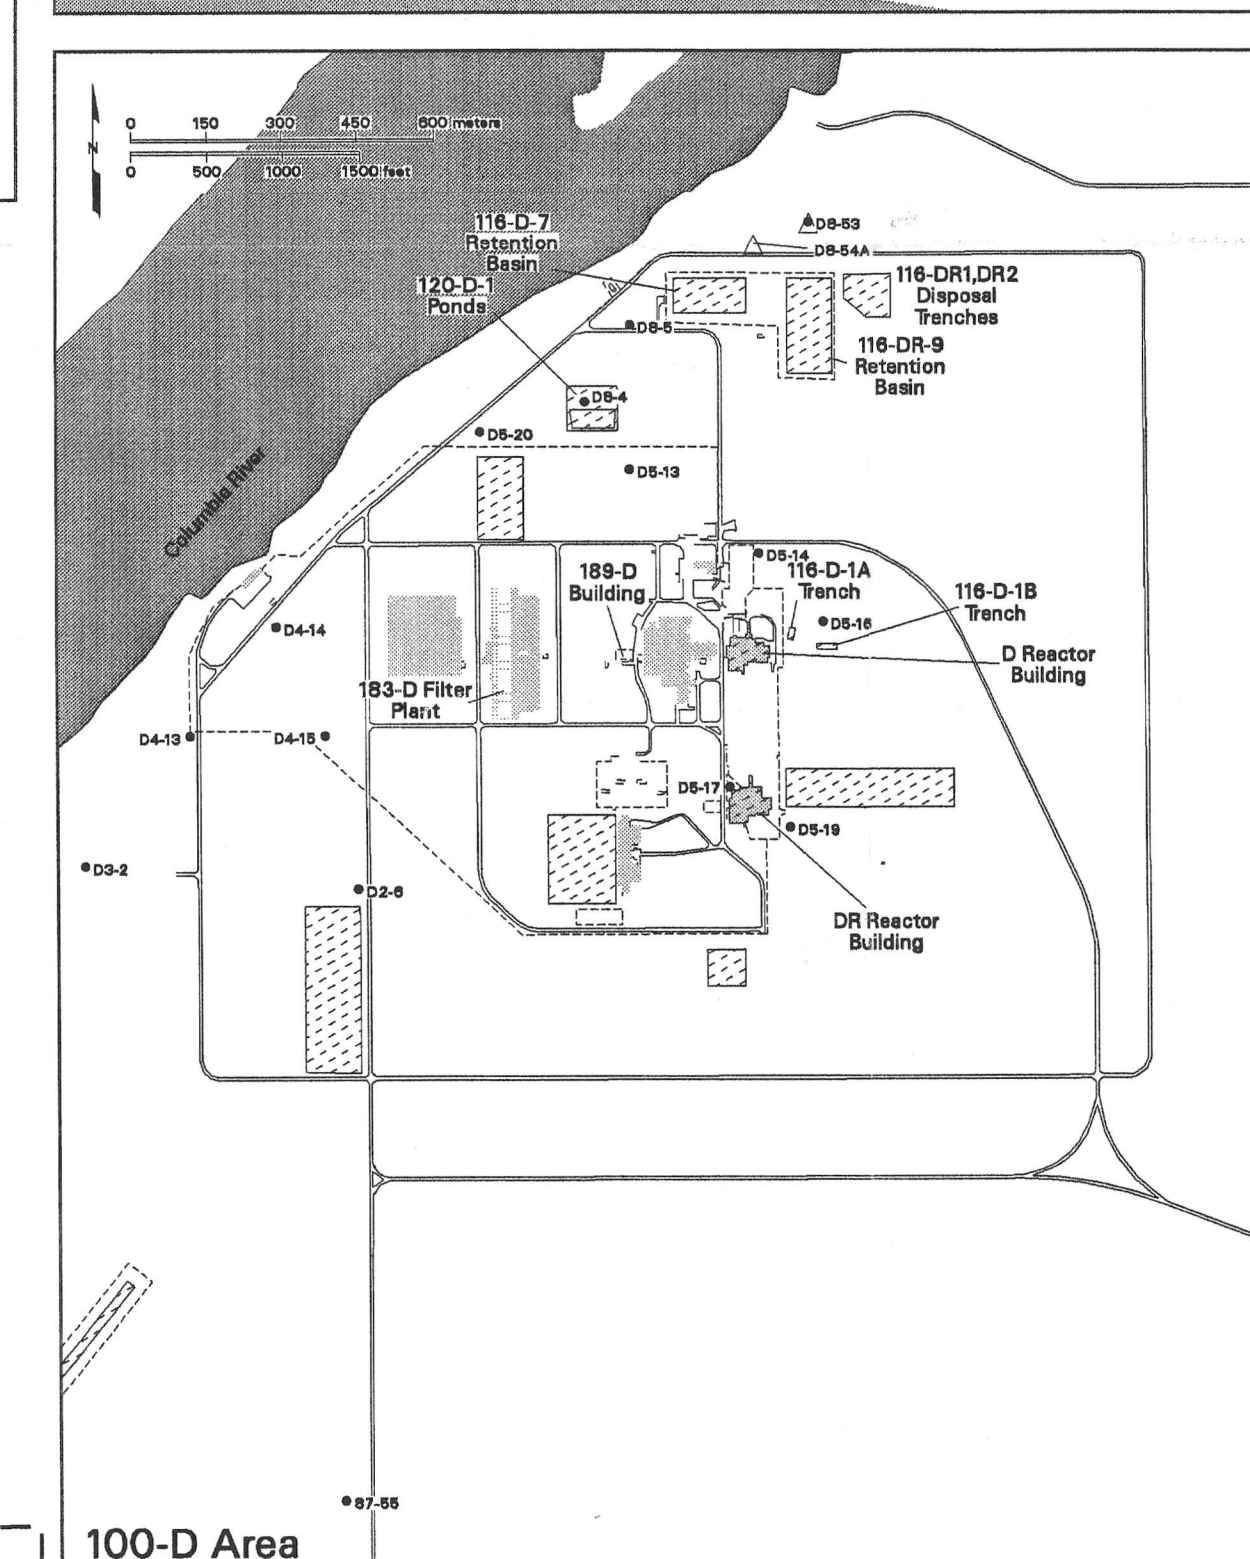 0 150 300 450 600 meters
N
0 500 1000 1500 feet
116-D-7
Retention
Basin
120-D-1
Ponds
D8-53
D8-54A
116-DR1,DR2
Disposal
Trenches
D8-5
116-DR-9
Retention
Basin
D8-4
D5-20
D5-13
Columbia River
D5-14
189-D
Building
116-D-1A
Trench
116-D-1B
Trench
D4-14
D5-16
D Reactor
Building
183-D Filter
Plant
D4-13
D4-15
D5-17
D5-19
D3-2
D2-6
DR Reactor
Building
87-55
100-D Area